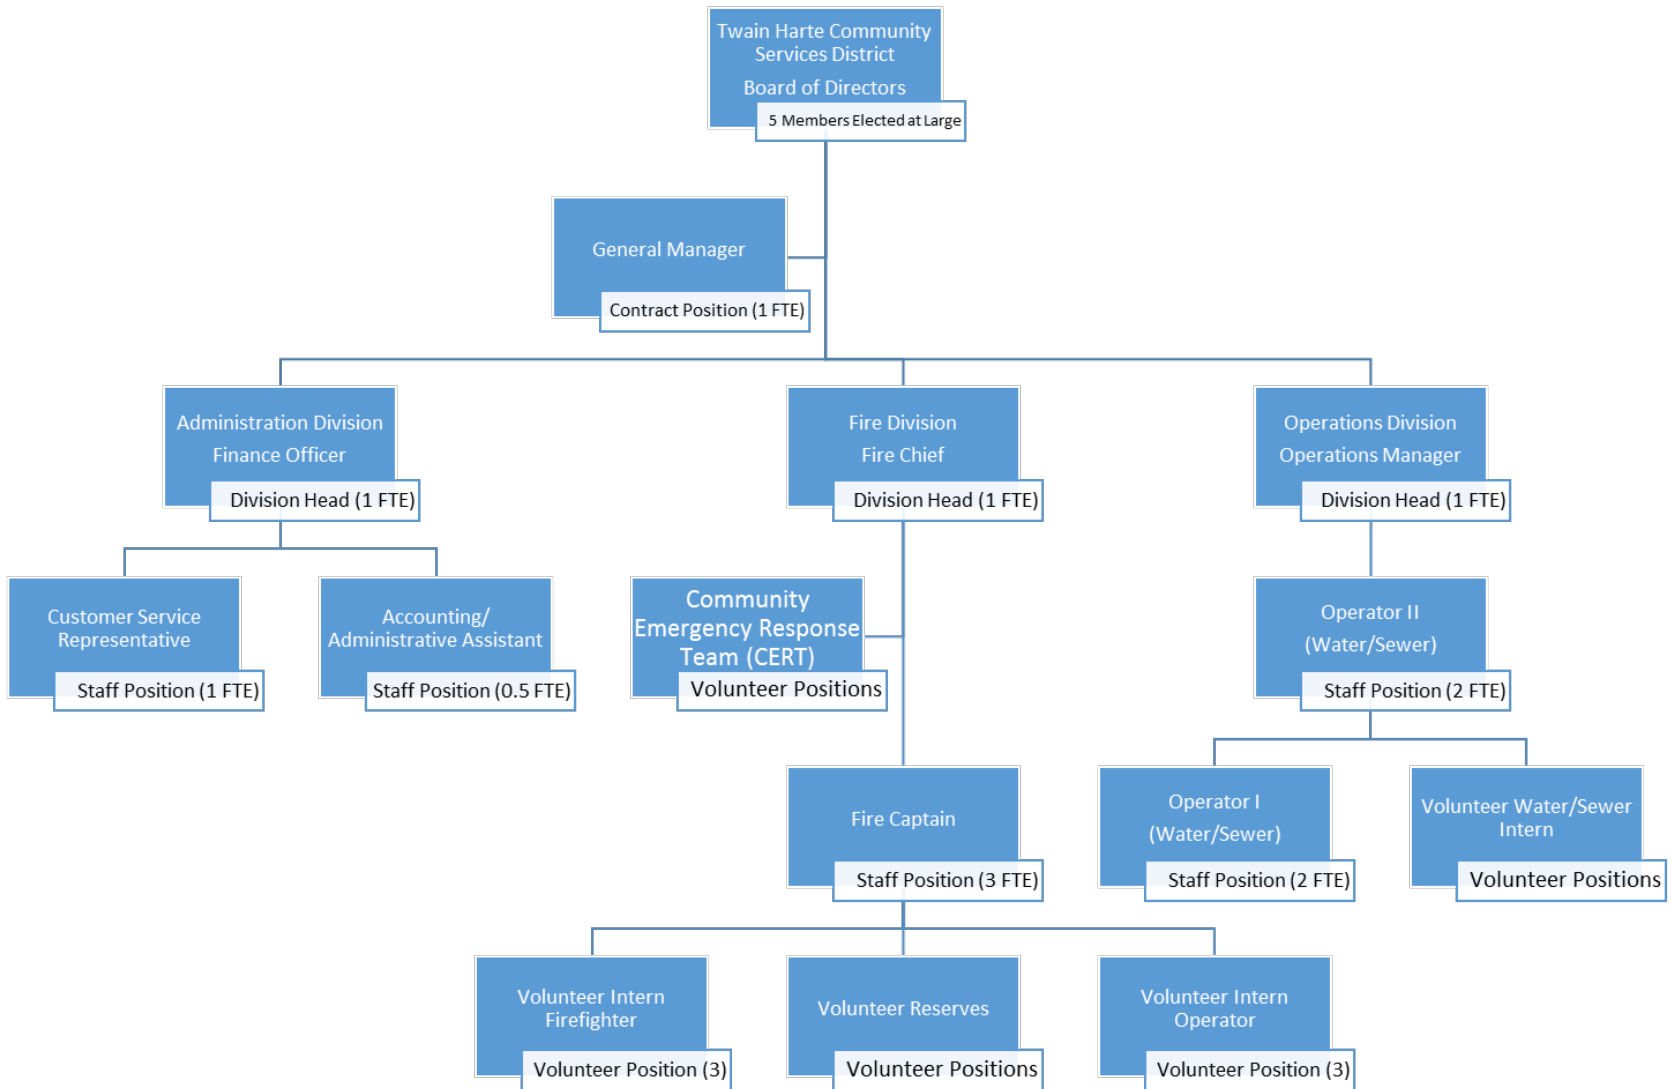 Twain Harte Community
Services District
Board of Directors
5 Members Elected at Large
General Manager
Contract Position (1 FTE)
Administration Division
Finance Officer
Division Head (1 FTE)
Fire Division
Fire Chief
Division Head (1 FTE)
Operations Division
Operations Manager
Division Head (1 FTE)
Customer Service
Representative
Staff Position (1 FTE)
Accounting/
Administrative Assistant
Staff Position (0.5 FTE)
Community
Emergency Response
Team (CERT)
Volunteer Positions
Operator II
(Water/Sewer)
Staff Position (2 FTE)
Fire Captain
Staff Position (3 FTE)
Operator I
(Water/Sewer)
Staff Position (2 FTE)
Volunteer Water/Sewer
Intern
Volunteer Positions
Volunteer Intern
Firefighter
Volunteer Position (3)
Volunteer Reserves
Volunteer Positions
Volunteer Intern
Operator
Volunteer Position (3)